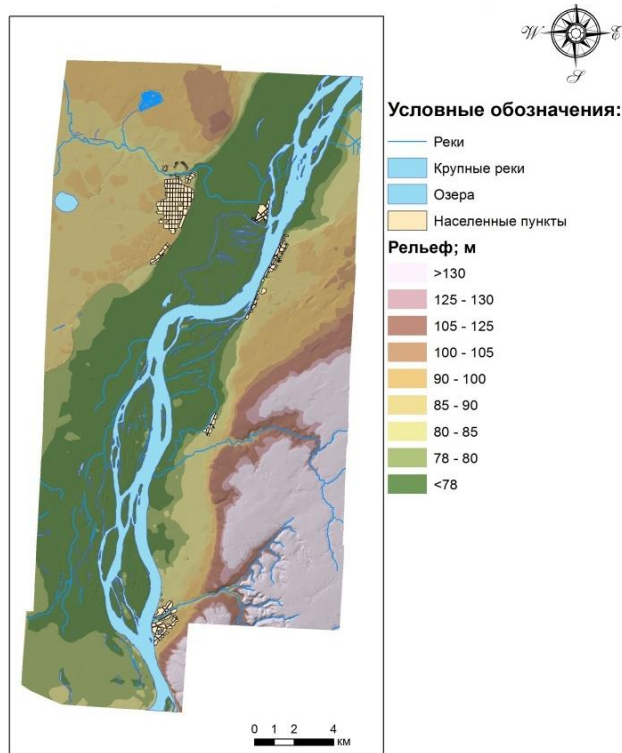 W E
S
Условные обозначения:
Реки
Крупные реки
Озера
Населенные пункты
Рельеф; м
>130
125 - 130
105 - 125
100 - 105
90 - 100
85 - 90
80 - 85
78 - 80
<78
0 1 2 4
км